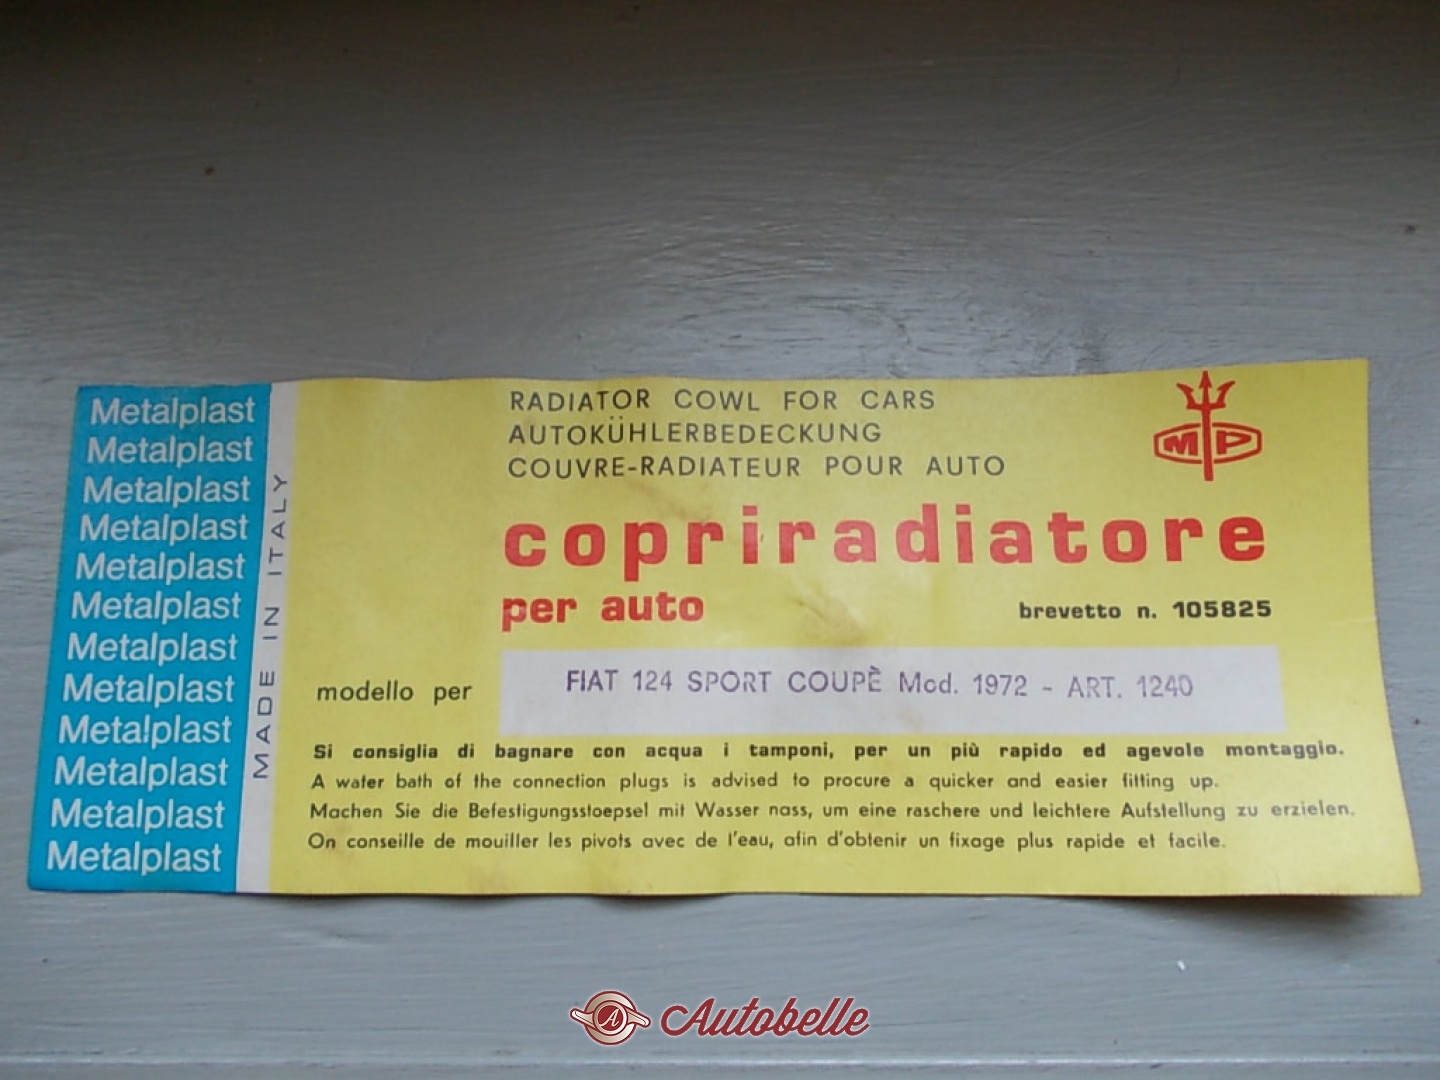 Metalplast
Metalplast
Metalplast
Metalplast
Metalplast
Metalplast
Metalplast
Metalplast
Metalplast
Metalplast
Metalplast
Metalplast
MADE IN ITALY
RADIATOR COWL FOR CARS
AUTOKÜHLERBEDECKUNG
COUVRE-RADIATEUR POUR AUTO
MP
copriradiatore
per auto
brevetto n. 105825
modello per
FIAT 124 SPORT COUPÈ Mod. 1972 - ART. 1240
Si consiglia di bagnare con acqua i tamponi, per un più rapido ed agevole montaggio.
A water bath of the connection plugs is advised to procure a quicker and easier fitting up.
Machen Sie die Befestigungsstoepsel mit Wasser nass, um eine raschere und leichtere Aufstellung zu erzielen.
On conseille de mouiller les pivots avec de l'eau, afin d'obtenir un fixage plus rapide et facile.
A Autobelle